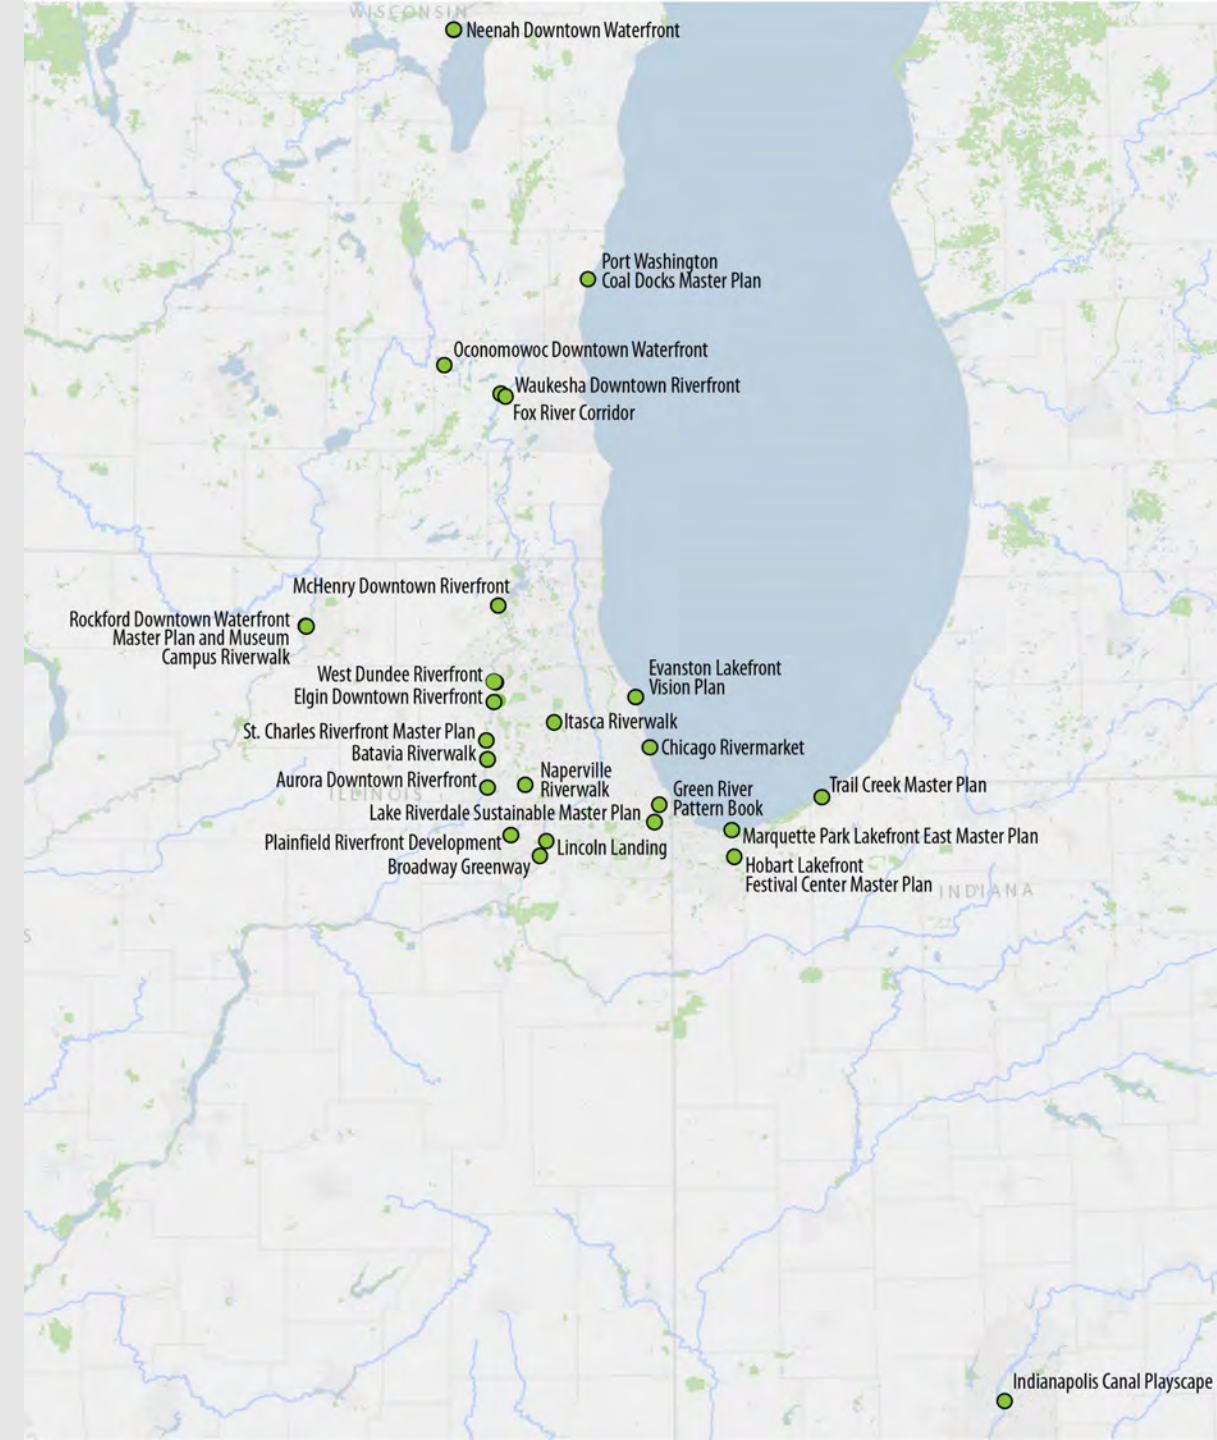 WISCONSIN
Neenah Downtown Waterfront
Port Washington
Coal Docks Master Plan
Oconomowoc Downtown Waterfront
Waukesha Downtown Riverfront
Fox River Corridor
McHenry Downtown Riverfront
Rockford Downtown Waterfront
Master Plan and Museum
Campus Riverwalk
West Dundee Riverfront
Elgin Downtown Riverfront
Evanston Lakefront
Vision Plan
Itasca Riverwalk
St. Charles Riverfront Master Plan
Batavia Riverwalk
Chicago Rivermarket
Aurora Downtown Riverfront
ILLINOIS
Naperville
Riverwalk
Green River
Pattern Book
Trail Creek Master Plan
Lake Riverdale Sustainable Master Plan
Plainfield Riverfront Development
Lincoln Landing
Broadway Greenway
Marquette Park Lakefront East Master Plan
Hobart Lakefront
Festival Center Master Plan
INDIANA
S
Indianapolis Canal Playscape